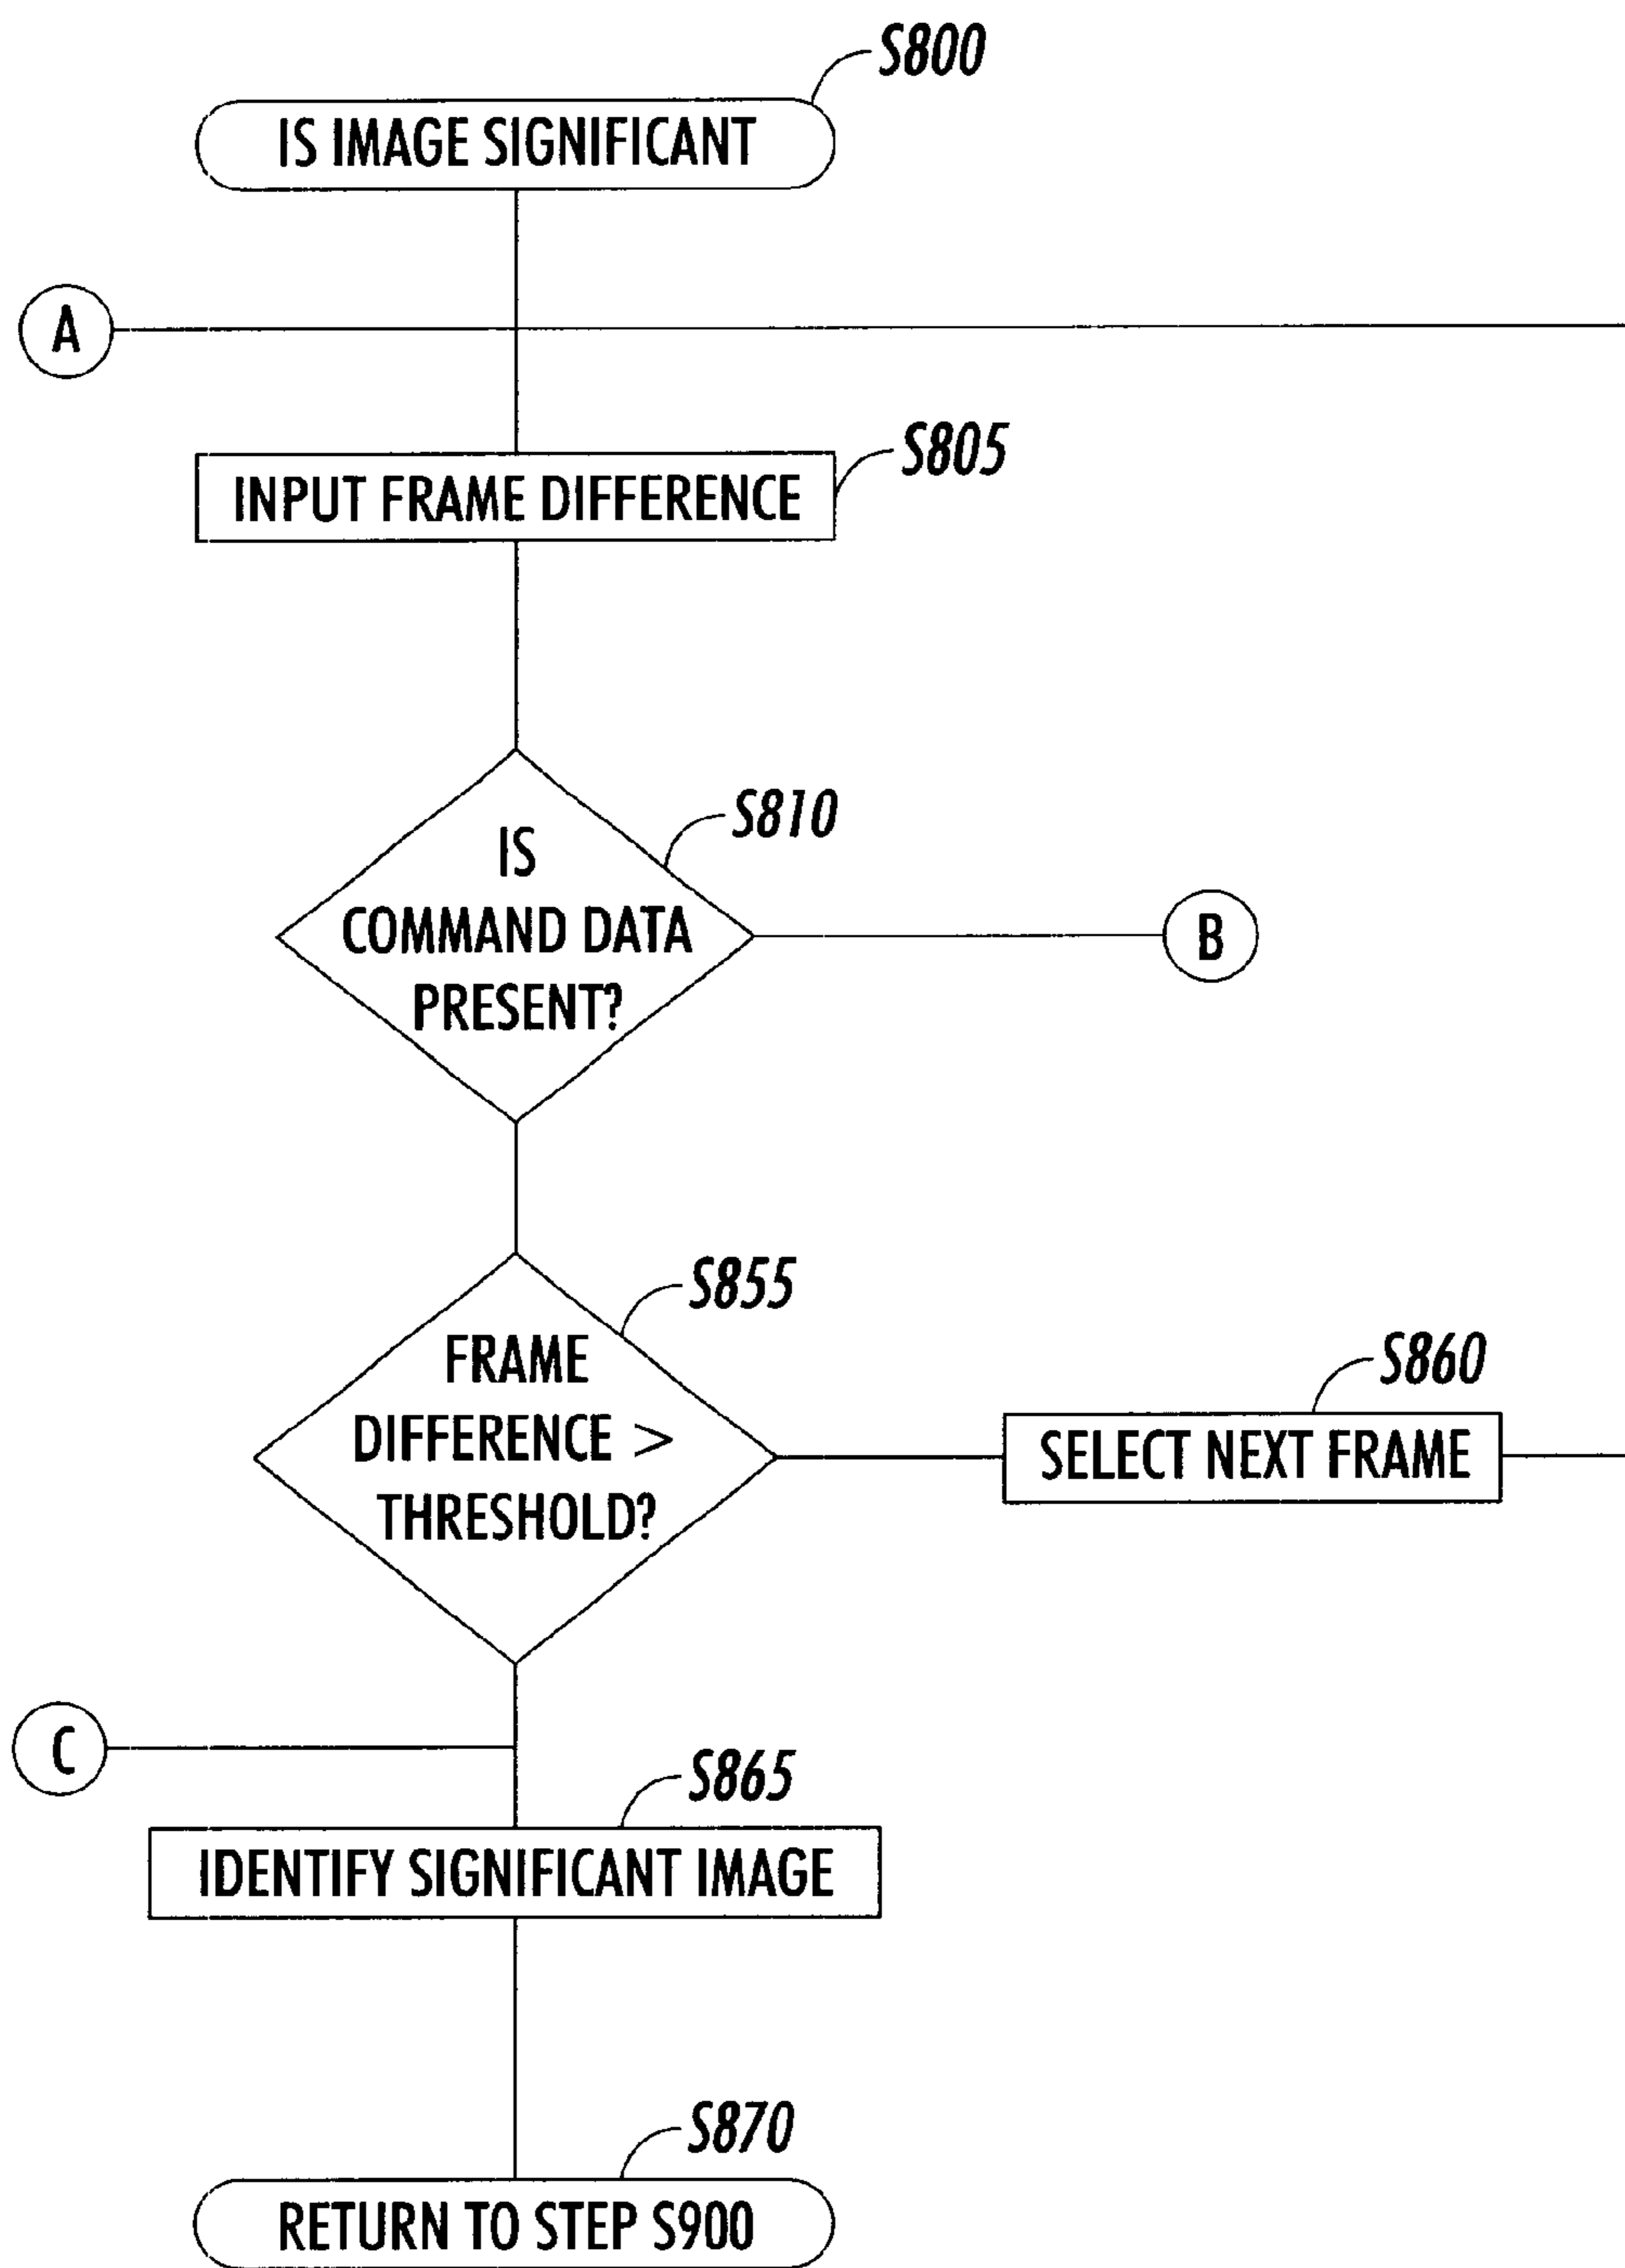 S800
IS IMAGE SIGNIFICANT
A
S805
INPUT FRAME DIFFERENCE
S810
IS
COMMAND DATA
PRESENT?
B
S855
FRAME
DIFFERENCE >
THRESHOLD?
S860
SELECT NEXT FRAME
C
S865
IDENTIFY SIGNIFICANT IMAGE
S870
RETURN TO STEP S900